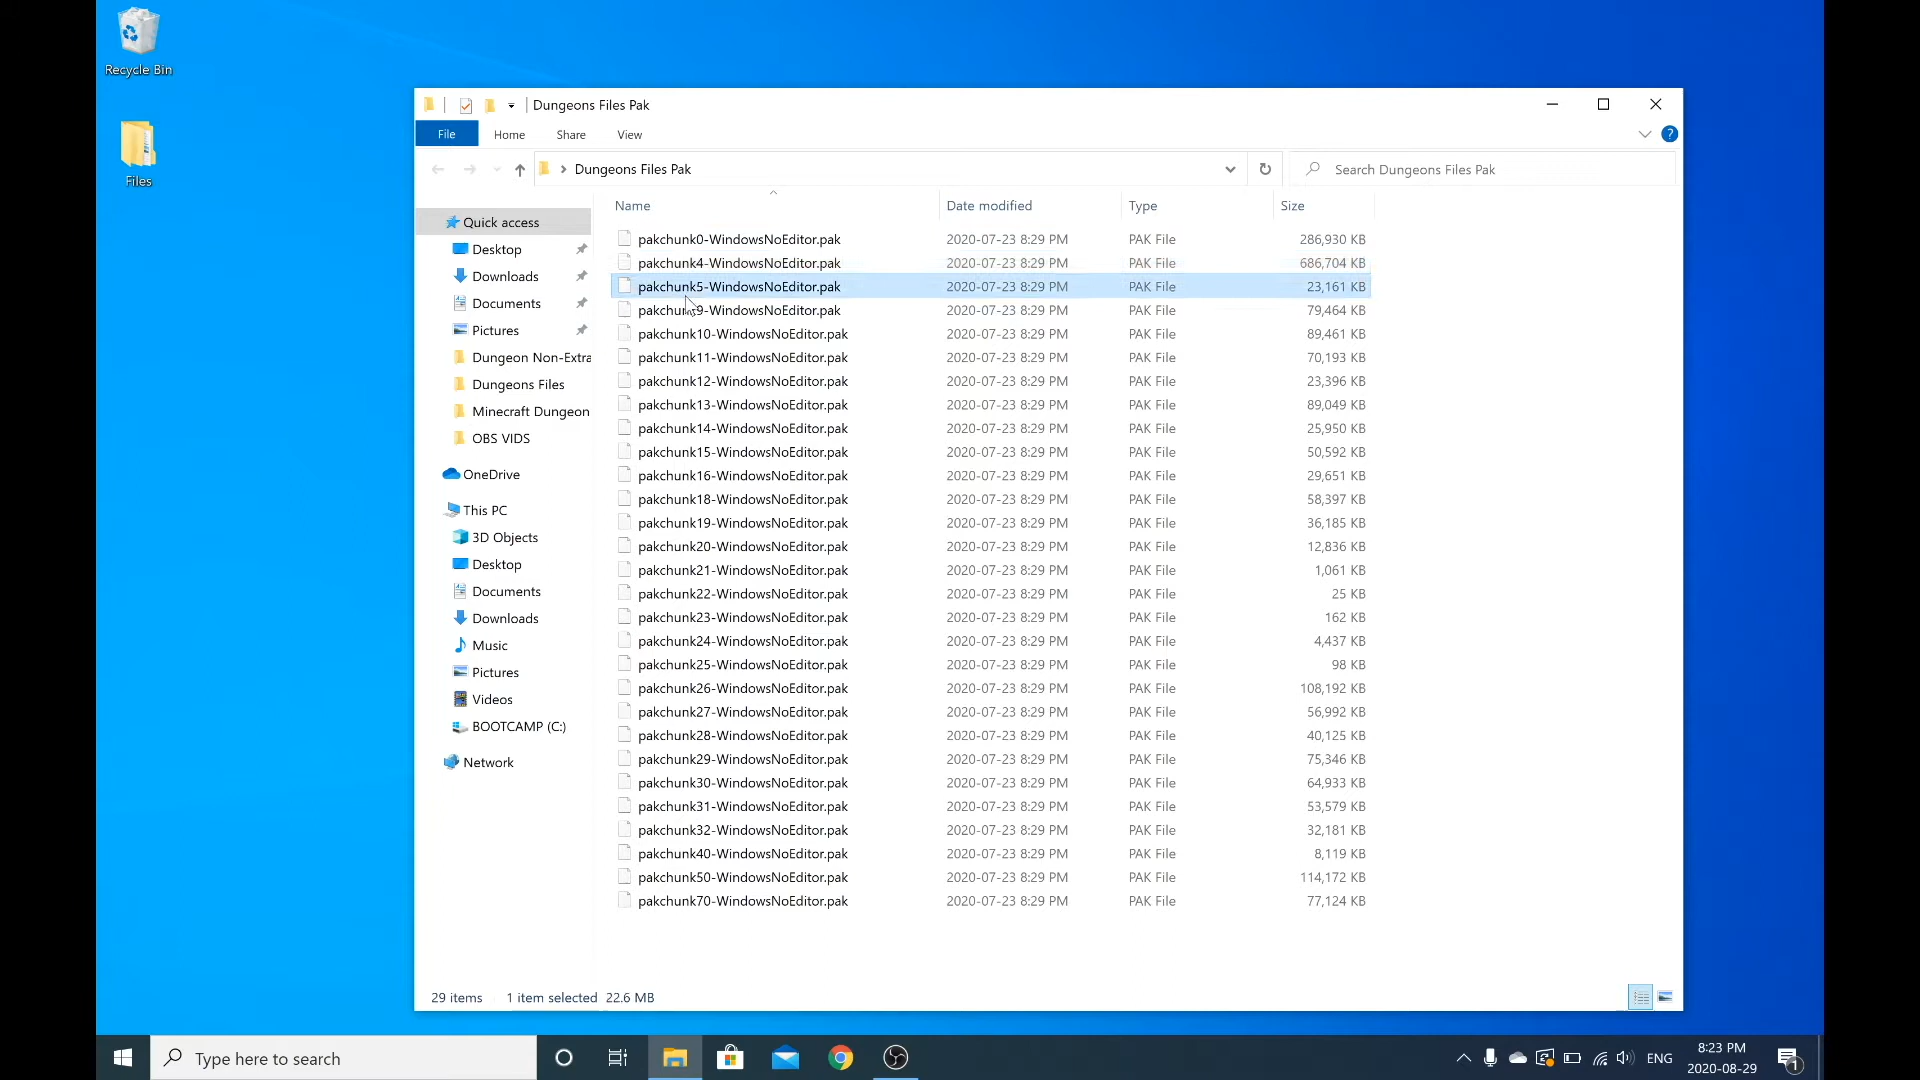 Recycle Bin
Files
Dungeons Files Pak
File Home Share View
Dungeons Files Pak
Search Dungeons Files Pak
Name Date modified Type Size
Quick access
Desktop
Downloads
Documents
Pictures
Dungeon Non-Extra
Dungeons Files
Minecraft Dungeon
OBS VIDS
OneDrive
This PC
3D Objects
Desktop
Documents
Downloads
Music
Pictures
Videos
BOOTCAMP (C:)
Network
pakchunk0-WindowsNoEditor.pak 2020-07-23 8:29 PM PAK File 286,930 KB
pakchunk4-WindowsNoEditor.pak 2020-07-23 8:29 PM PAK File 686,704 KB
pakchunk5-WindowsNoEditor.pak 2020-07-23 8:29 PM PAK File 23,161 KB
pakchunk9-WindowsNoEditor.pak 2020-07-23 8:29 PM PAK File 79,464 KB
pakchunk10-WindowsNoEditor.pak 2020-07-23 8:29 PM PAK File 89,461 KB
pakchunk11-WindowsNoEditor.pak 2020-07-23 8:29 PM PAK File 70,193 KB
pakchunk12-WindowsNoEditor.pak 2020-07-23 8:29 PM PAK File 23,396 KB
pakchunk13-WindowsNoEditor.pak 2020-07-23 8:29 PM PAK File 89,049 KB
pakchunk14-WindowsNoEditor.pak 2020-07-23 8:29 PM PAK File 25,950 KB
pakchunk15-WindowsNoEditor.pak 2020-07-23 8:29 PM PAK File 50,592 KB
pakchunk16-WindowsNoEditor.pak 2020-07-23 8:29 PM PAK File 29,651 KB
pakchunk18-WindowsNoEditor.pak 2020-07-23 8:29 PM PAK File 58,397 KB
pakchunk19-WindowsNoEditor.pak 2020-07-23 8:29 PM PAK File 36,185 KB
pakchunk20-WindowsNoEditor.pak 2020-07-23 8:29 PM PAK File 12,836 KB
pakchunk21-WindowsNoEditor.pak 2020-07-23 8:29 PM PAK File 1,061 KB
pakchunk22-WindowsNoEditor.pak 2020-07-23 8:29 PM PAK File 25 KB
pakchunk23-WindowsNoEditor.pak 2020-07-23 8:29 PM PAK File 162 KB
pakchunk24-WindowsNoEditor.pak 2020-07-23 8:29 PM PAK File 4,437 KB
pakchunk25-WindowsNoEditor.pak 2020-07-23 8:29 PM PAK File 98 KB
pakchunk26-WindowsNoEditor.pak 2020-07-23 8:29 PM PAK File 108,192 KB
pakchunk27-WindowsNoEditor.pak 2020-07-23 8:29 PM PAK File 56,992 KB
pakchunk28-WindowsNoEditor.pak 2020-07-23 8:29 PM PAK File 40,125 KB
pakchunk29-WindowsNoEditor.pak 2020-07-23 8:29 PM PAK File 75,346 KB
pakchunk30-WindowsNoEditor.pak 2020-07-23 8:29 PM PAK File 64,933 KB
pakchunk31-WindowsNoEditor.pak 2020-07-23 8:29 PM PAK File 53,579 KB
pakchunk32-WindowsNoEditor.pak 2020-07-23 8:29 PM PAK File 32,181 KB
pakchunk40-WindowsNoEditor.pak 2020-07-23 8:29 PM PAK File 8,119 KB
pakchunk50-WindowsNoEditor.pak 2020-07-23 8:29 PM PAK File 114,172 KB
pakchunk70-WindowsNoEditor.pak 2020-07-23 8:29 PM PAK File 77,124 KB
29 items 1 item selected 22.6 MB
Type here to search
ENG
8:23 PM
2020-08-29
1